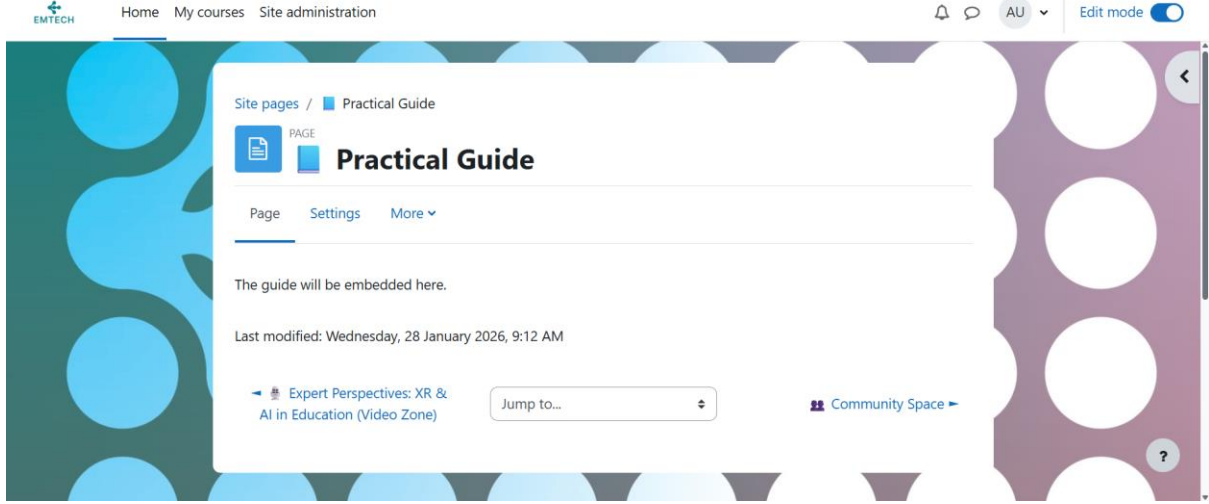 EMTECH
Home My courses Site administration
AU
Edit mode
Site pages / Practical Guide
PAGE
Practical Guide
Page Settings More
The guide will be embedded here.
Last modified: Wednesday, 28 January 2026, 9:12 AM
◄ Expert Perspectives: XR &
AI in Education (Video Zone)
Jump to...
Community Space ►
?